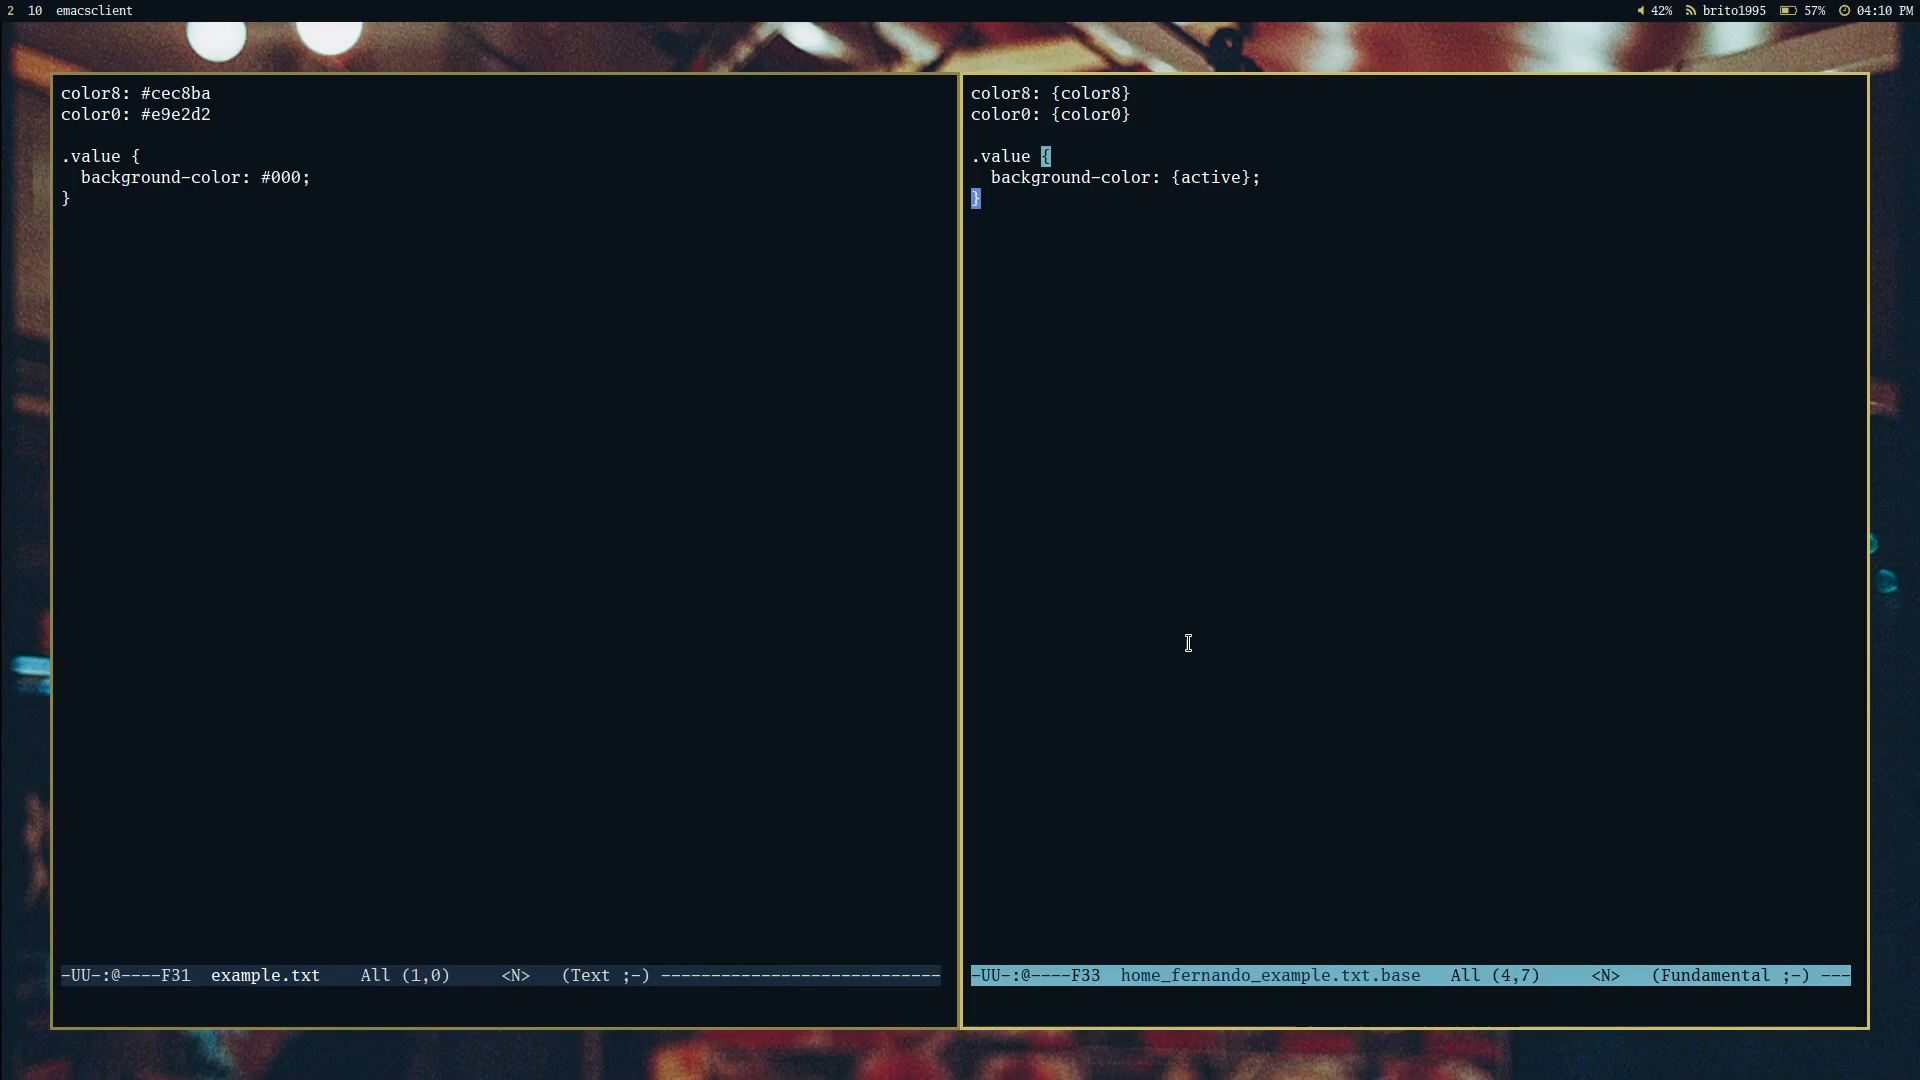 2 10 emacsclient 42% brito1995 57% 04:10 PM
color8: #cec8ba
color0: #e9e2d2
.value {
background-color: #000;
}
-UU-:@----F31 example.txt All (1,0) <N> (Text ;-) ----------------------------
color8: {color8}
color0: {color0}
.value {
background-color: {active};
}
-UU-:@----F33 home_fernando_example.txt.base All (4,7) <N> (Fundamental ;-) ---